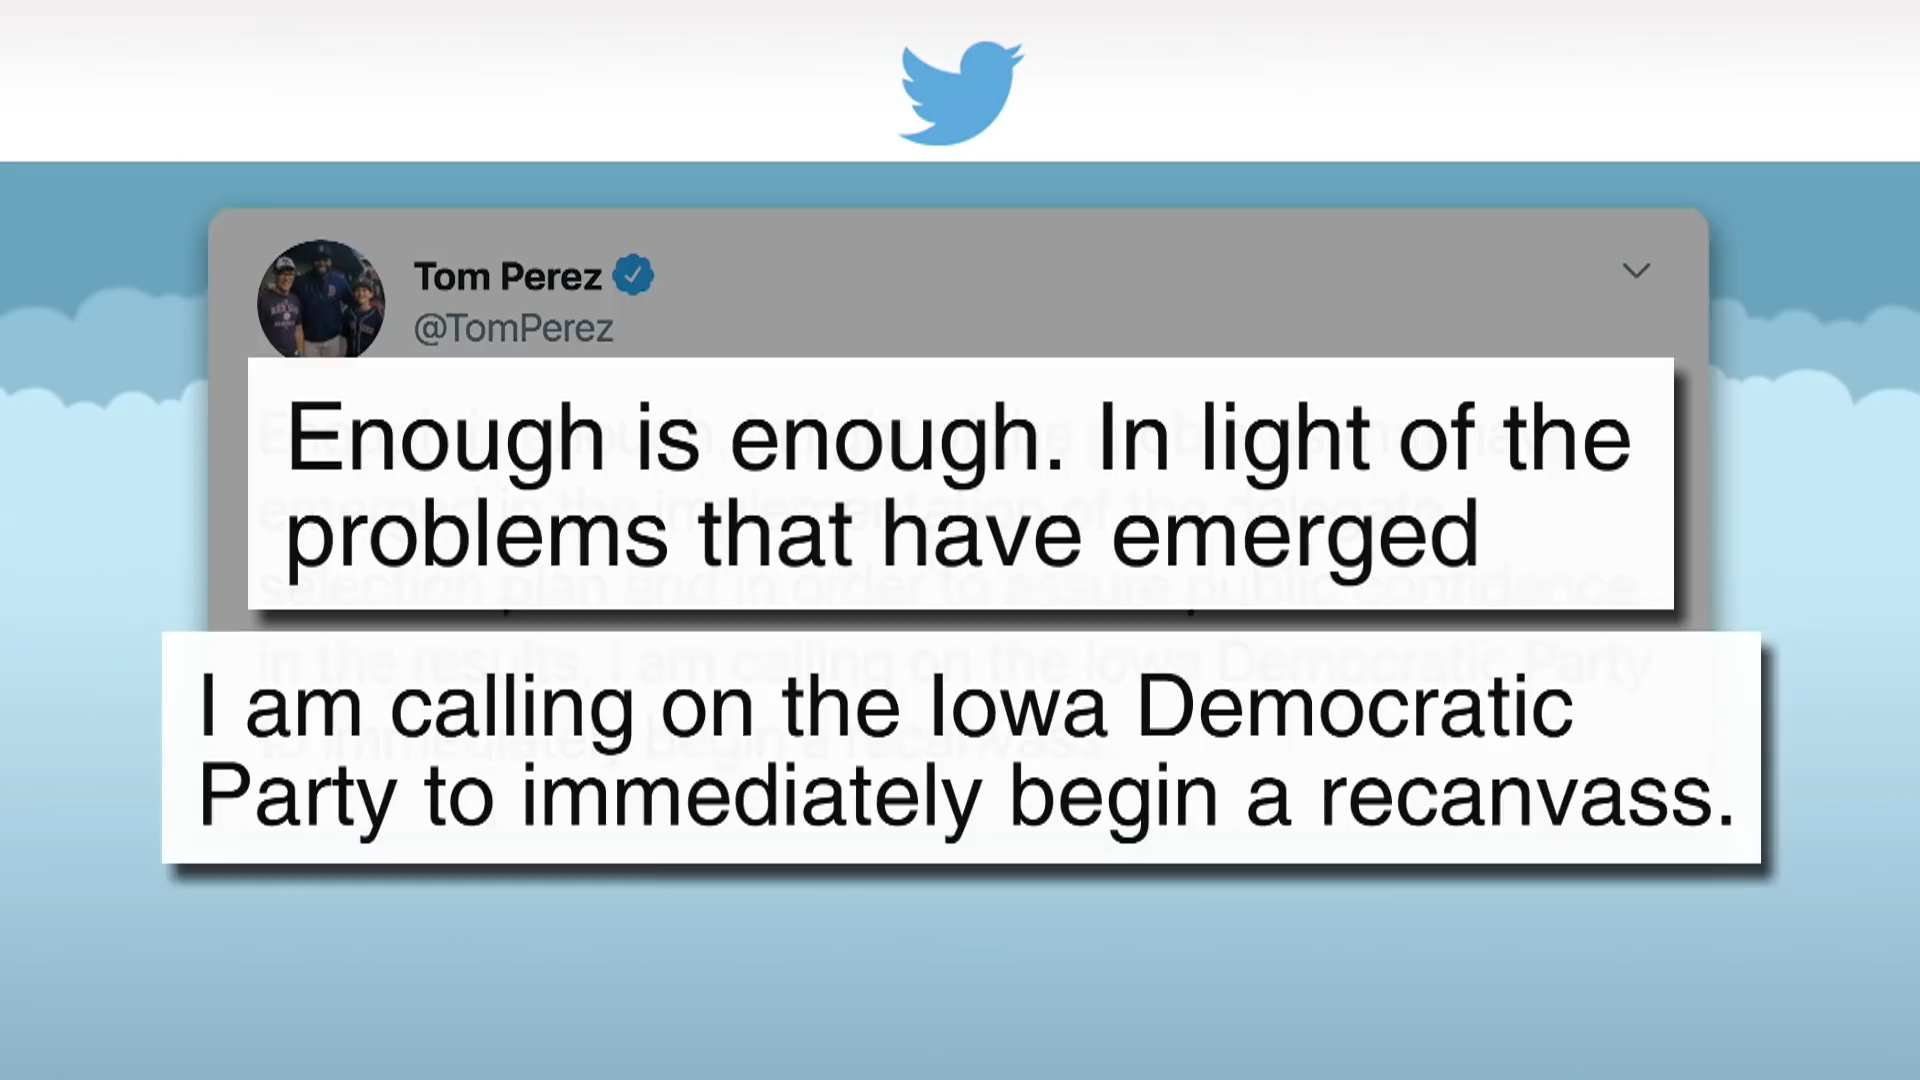 Tom Perez
@TomPerez
Enough is enough. In light of the
problems that have emerged
I am calling on the Iowa Democratic
Party to immediately begin a recanvass.